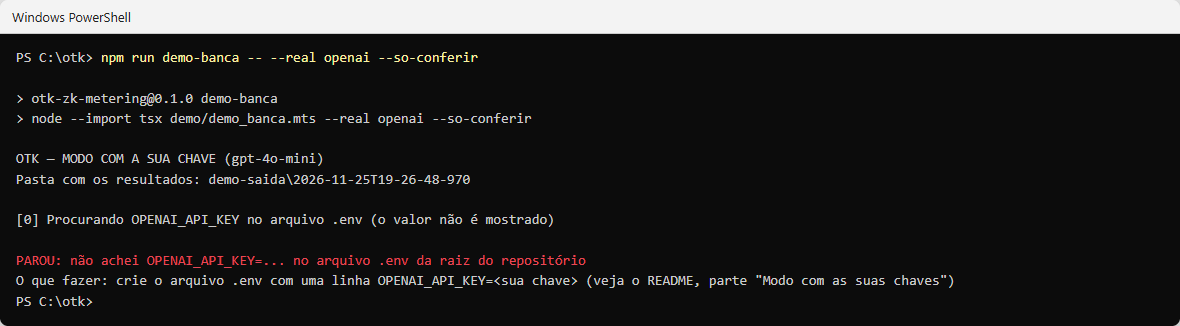 Windows PowerShell
PS C:\otk> npm run demo-banca -- --real openai --so-conferir
> otk-zk-metering@0.1.0 demo-banca
> node --import tsx demo/demo_banca.mts --real openai --so-conferir
OTK — MODO COM A SUA CHAVE (gpt-4o-mini)
Pasta com os resultados: demo-saida\2026-11-25T19-26-48-970
[0] Procurando OPENAI_API_KEY no arquivo .env (o valor não é mostrado)
PAROU: não achei OPENAI_API_KEY=... no arquivo .env da raiz do repositório
O que fazer: crie o arquivo .env com uma linha OPENAI_API_KEY=<sua chave> (veja o README, parte "Modo com as suas chaves")
PS C:\otk>